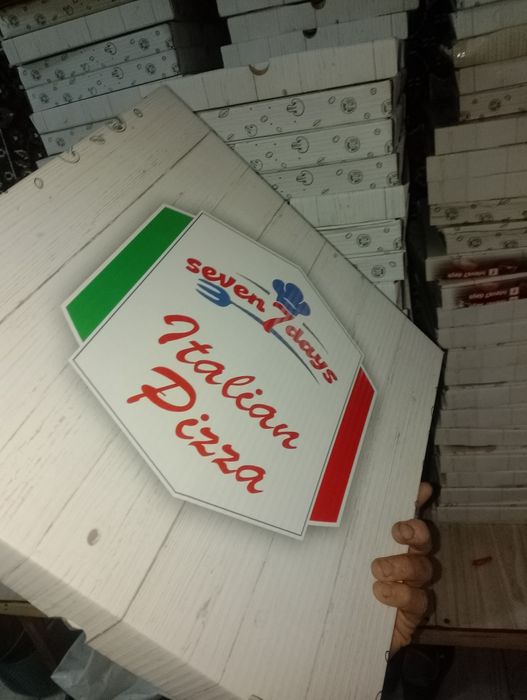 seven 7 days
Italian
Pizza